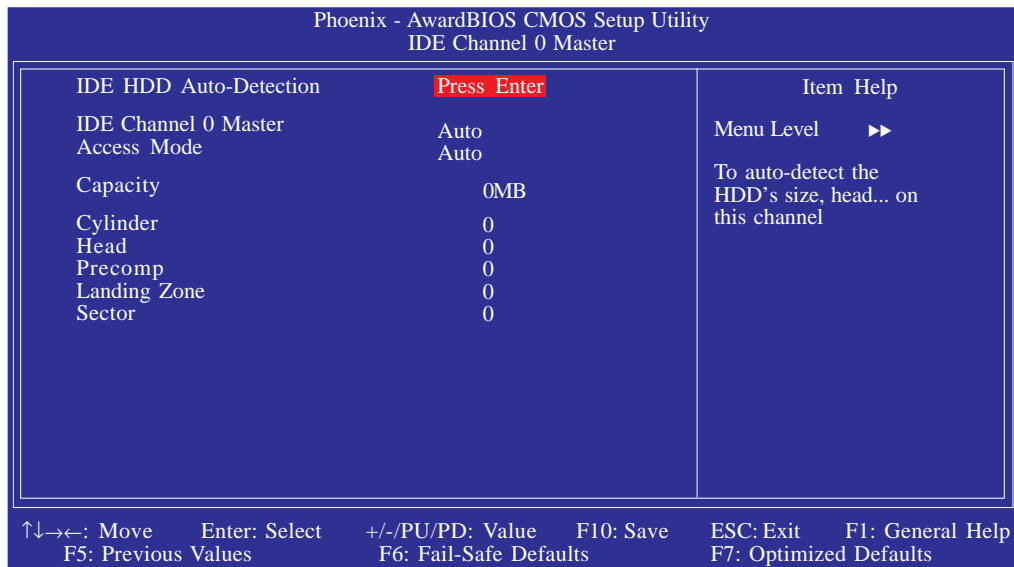 Phoenix - AwardBIOS CMOS Setup Utility
IDE Channel 0 Master
IDE HDD Auto-Detection Press Enter
IDE Channel 0 Master Auto
Access Mode Auto
Capacity 0MB
Cylinder 0
Head 0
Precomp 0
Landing Zone 0
Sector 0
Item Help
Menu Level ▶▶
To auto-detect the
HDD’s size, head... on
this channel
↑↓→←: Move Enter: Select +/-/PU/PD: Value F10: Save ESC: Exit F1: General Help
F5: Previous Values F6: Fail-Safe Defaults F7: Optimized Defaults